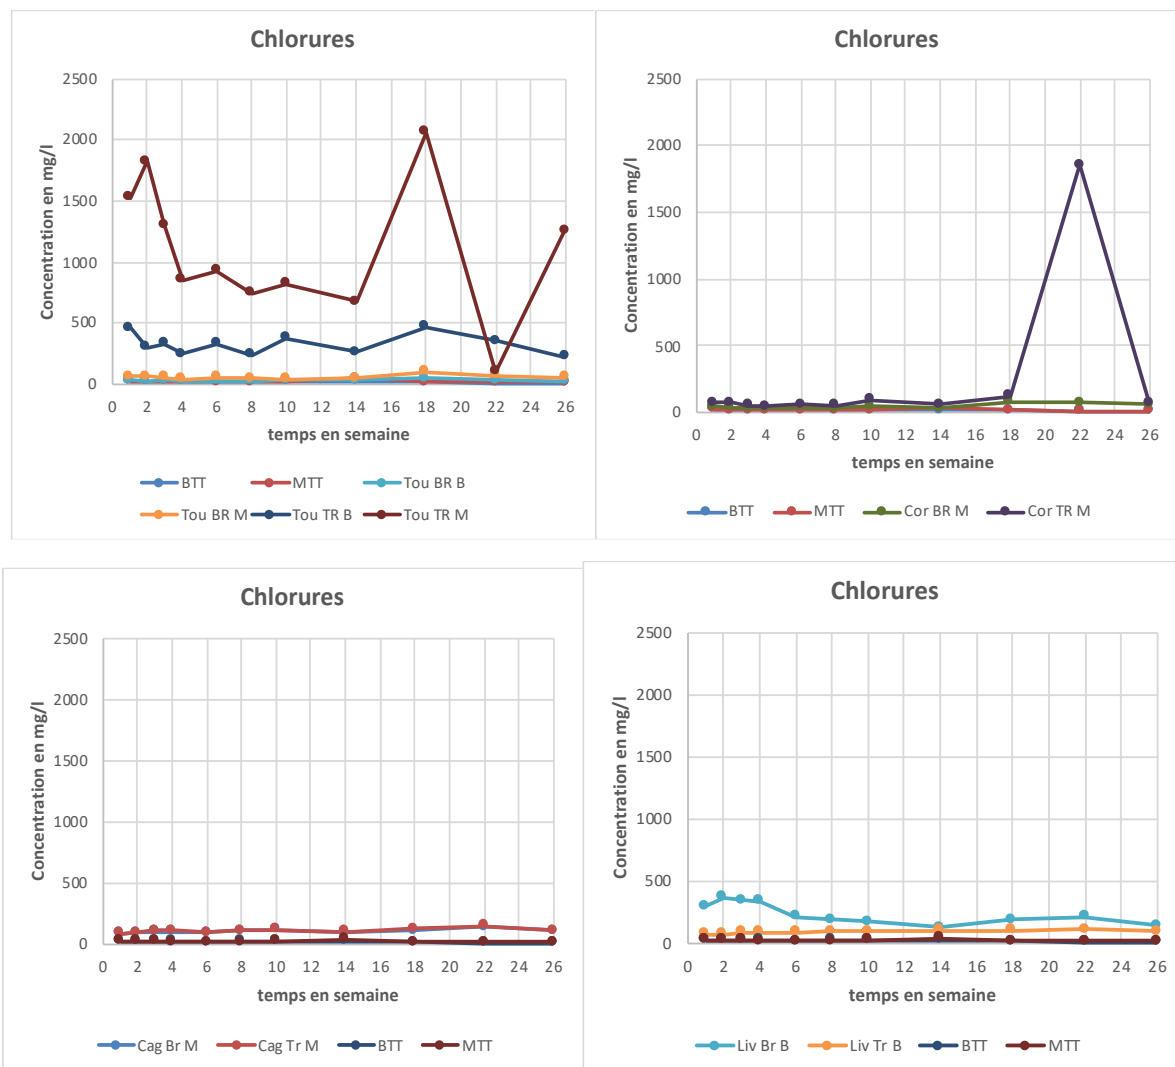 Chlorures
Concentration en mg/l
2500
2000
1500
1000
500
0
0 2 4 6 8 10 12 14 16 18 20 22 24 26
temps en semaine
BTT MTT Tou BR B
Tou BR M Tou TR B Tou TR M
Chlorures
Concentration en mg/l
2500
2000
1500
1000
500
0
0 2 4 6 8 10 12 14 16 18 20 22 24 26
temps en semaine
BTT MTT Cor BR M Cor TR M
Chlorures
Concentration en mg/l
2500
2000
1500
1000
500
0
0 2 4 6 8 10 12 14 16 18 20 22 24 26
temps en semaine
Cag Br M Cag Tr M BTT MTT
Chlorures
Concentration en mg/l
2500
2000
1500
1000
500
0
0 2 4 6 8 10 12 14 16 18 20 22 24 26
temps en semaine
Liv Br B Liv Tr B BTT MTT